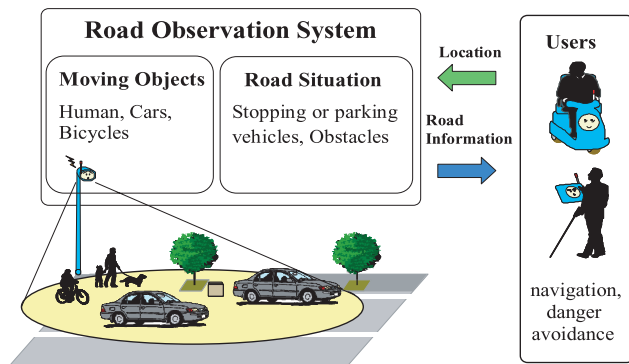 Road Observation System
Moving Objects
Human, Cars,
Bicycles
Road Situation
Stopping or parking
vehicles, Obstacles
Location
Road
Information
Users
navigation,
danger
avoidance